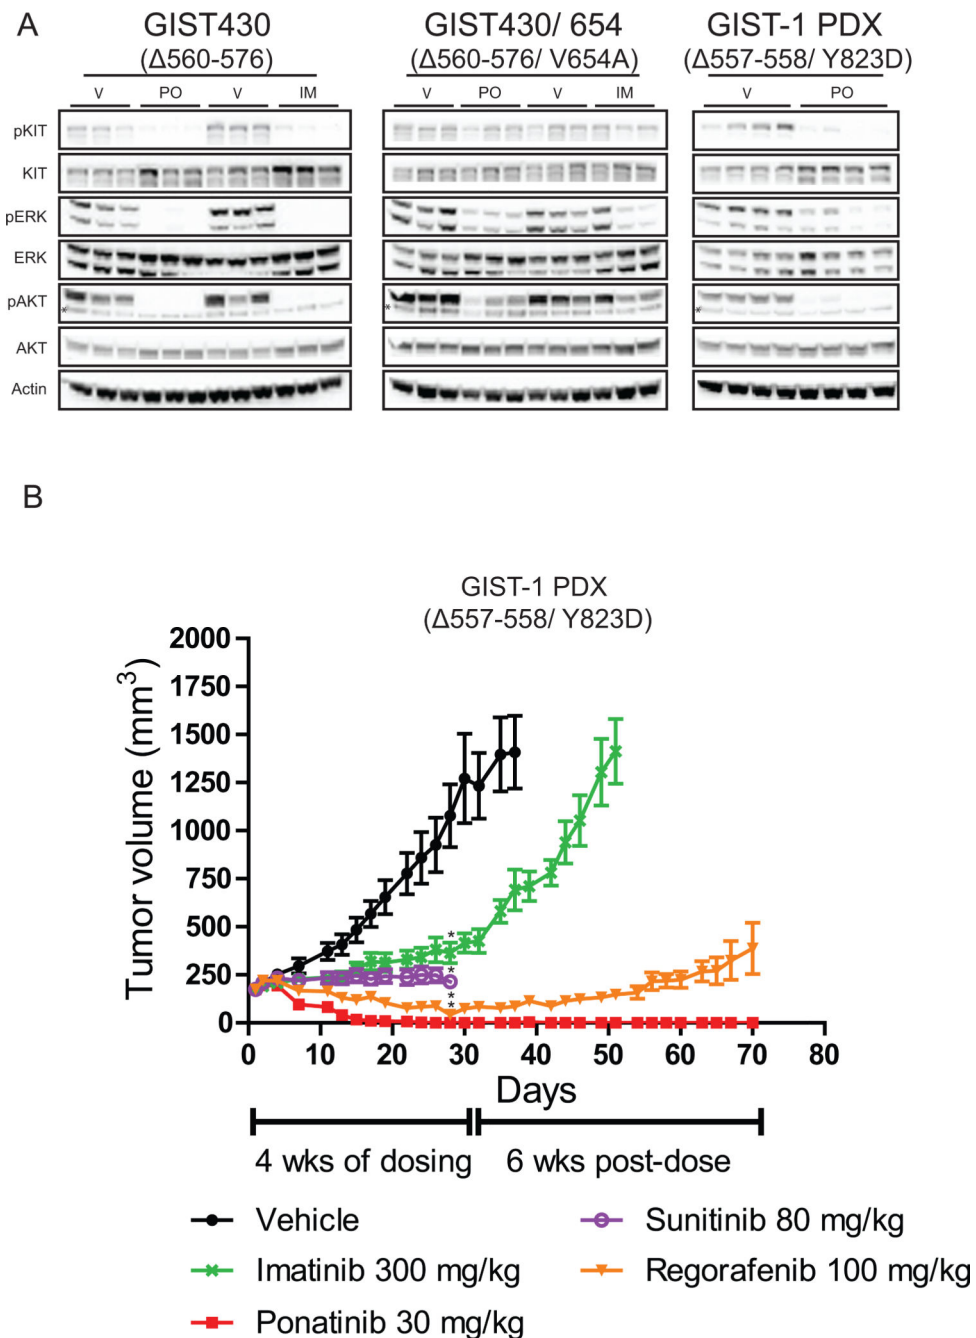 A
GIST430
(Δ560-576)
GIST430/ 654
(Δ560-576/ V654A)
GIST-1 PDX
(Δ557-558/ Y823D)
V PO V IM
V PO V IM
V PO
pKIT
KIT
pERK
ERK
pAKT
* * *
AKT
Actin
B
GIST-1 PDX
(Δ557-558/ Y823D)
Tumor volume (mm³)
2000
1750
1500
1250
1000
750
500
250
0
* * * *
0 10 20 30 40 50 60 70 80
Days
4 wks of dosing 6 wks post-dose
Vehicle Sunitinib 80 mg/kg
Imatinib 300 mg/kg Regorafenib 100 mg/kg
Ponatinib 30 mg/kg